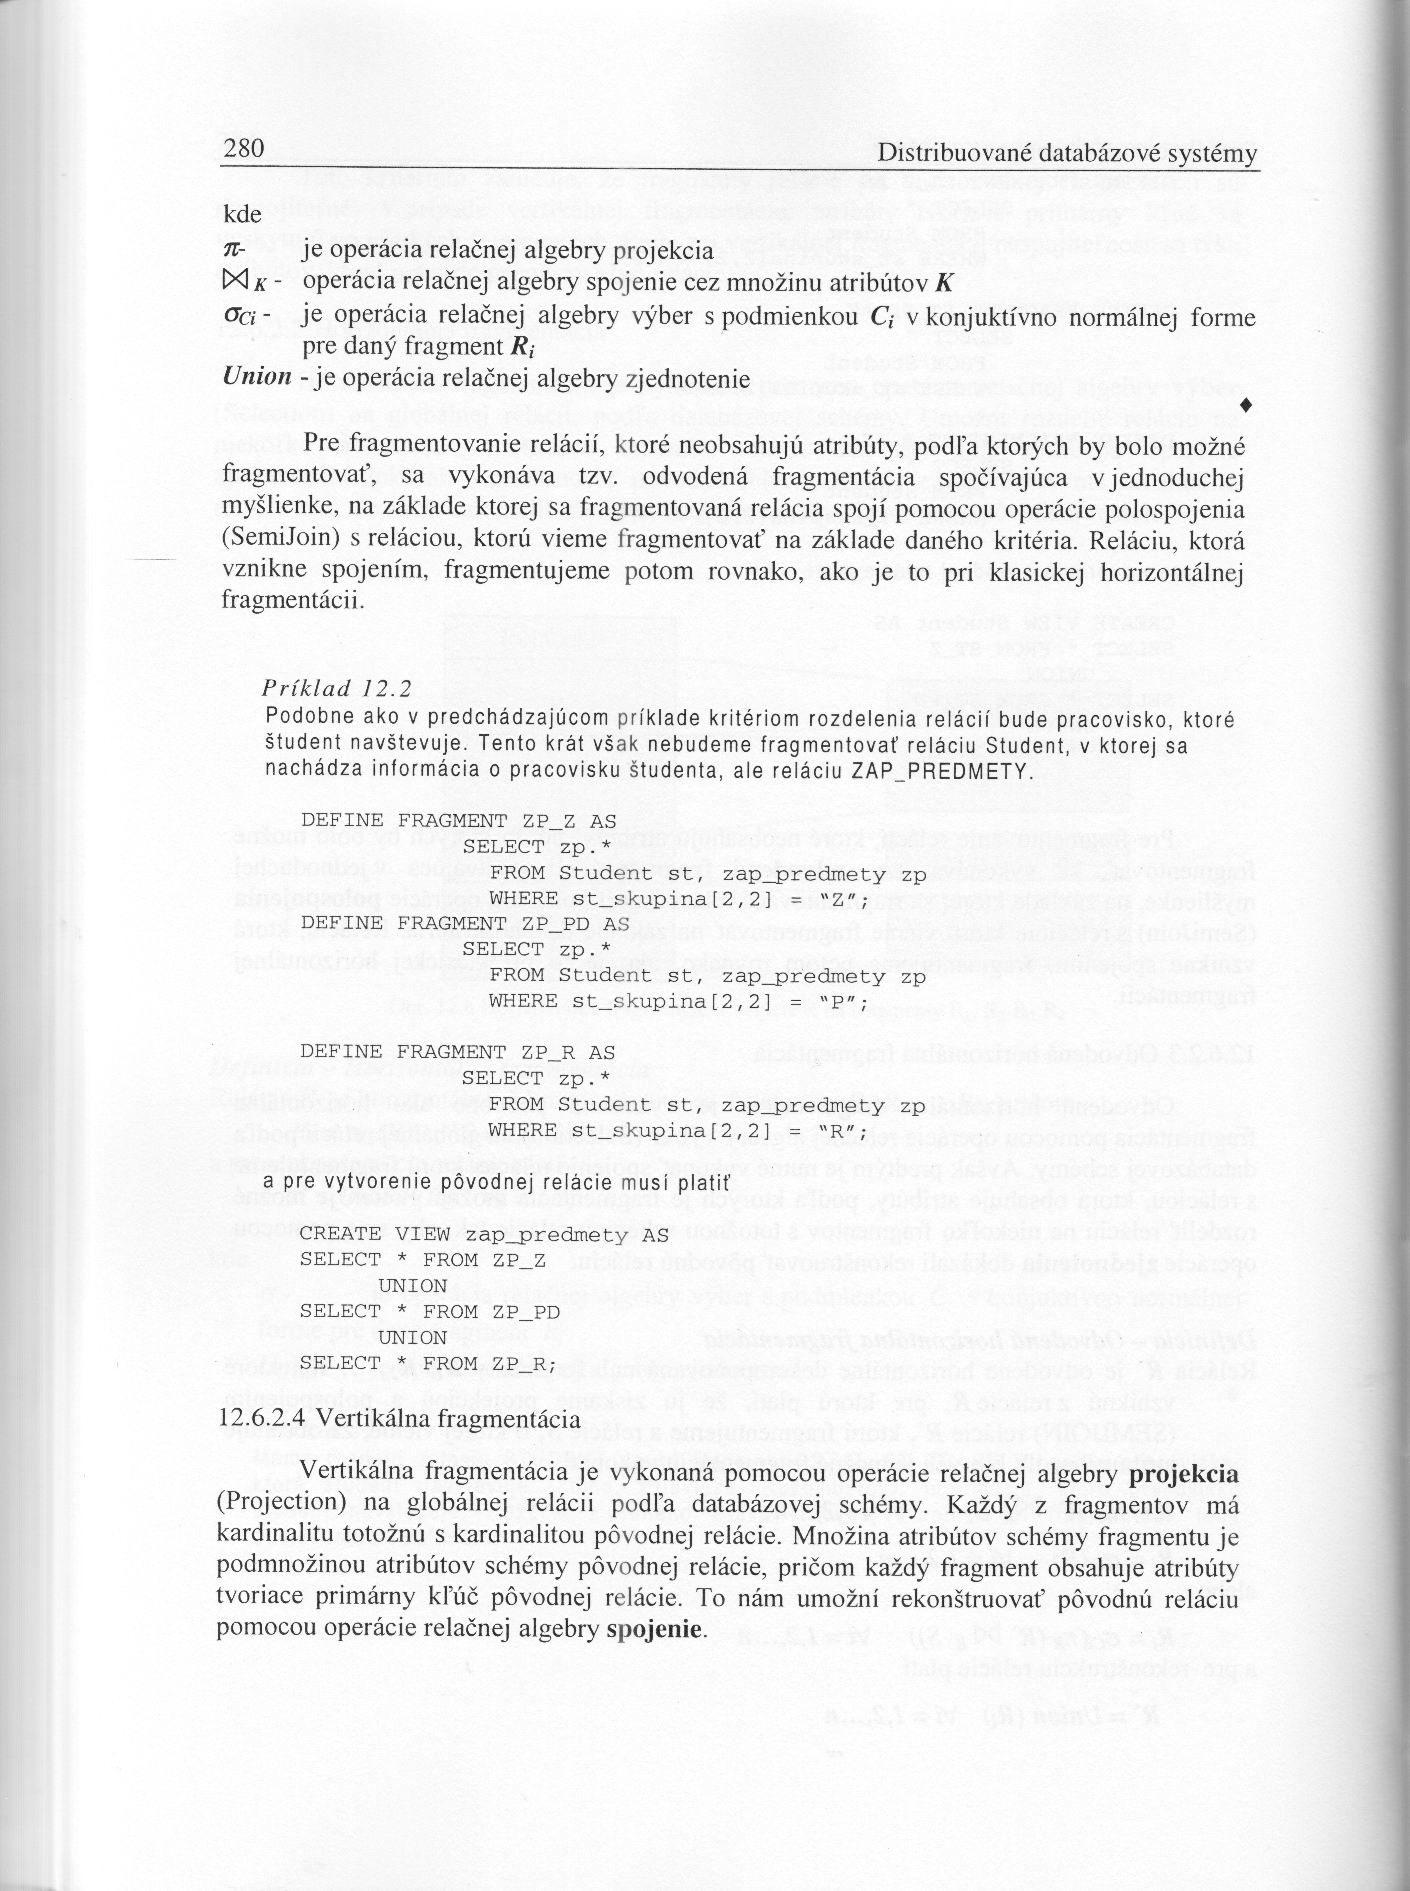 280 Distribuované databázové systémy
kde
π- je operácia relačnej algebry projekcia
⋈ K - operácia relačnej algebry spojenie cez množinu atribútov K
σCi - je operácia relačnej algebry výber s podmienkou Ci v konjuktívno normálnej forme
pre daný fragment Ri
Union - je operácia relačnej algebry zjednotenie
♦
Pre fragmentovanie relácií, ktoré neobsahujú atribúty, podľa ktorých by bolo možné
fragmentovať, sa vykonáva tzv. odvodená fragmentácia spočívajúca v jednoduchej
myšlienke, na základe ktorej sa fragmentovaná relácia spojí pomocou operácie polospojenia
(SemiJoin) s reláciou, ktorú vieme fragmentovať na základe daného kritéria. Reláciu, ktorá
vznikne spojením, fragmentujeme potom rovnako, ako je to pri klasickej horizontálnej
fragmentácii.
Príklad 12.2
Podobne ako v predchádzajúcom príklade kritériom rozdelenia relácií bude pracovisko, ktoré
študent navštevuje. Tento krát však nebudeme fragmentovať reláciu Student, v ktorej sa
nachádza informácia o pracovisku študenta, ale reláciu ZAP_PREDMETY.
DEFINE FRAGMENT ZP_Z AS
SELECT zp.*
FROM Student st, zap_predmety zp
WHERE st_skupina[2,2] = "Z";
DEFINE FRAGMENT ZP_PD AS
SELECT zp.*
FROM Student st, zap_predmety zp
WHERE st_skupina[2,2] = "P";
DEFINE FRAGMENT ZP_R AS
SELECT zp.*
FROM Student st, zap_predmety zp
WHERE st_skupina[2,2] = "R";
a pre vytvorenie pôvodnej relácie musí platiť
CREATE VIEW zap_predmety AS
SELECT * FROM ZP_Z
UNION
SELECT * FROM ZP_PD
UNION
SELECT * FROM ZP_R;
12.6.2.4 Vertikálna fragmentácia
Vertikálna fragmentácia je vykonaná pomocou operácie relačnej algebry projekcia
(Projection) na globálnej relácii podľa databázovej schémy. Každý z fragmentov má
kardinalitu totožnú s kardinalitou pôvodnej relácie. Množina atribútov schémy fragmentu je
podmnožinou atribútov schémy pôvodnej relácie, pričom každý fragment obsahuje atribúty
tvoriace primárny kľúč pôvodnej relácie. To nám umožní rekonštruovať pôvodnú reláciu
pomocou operácie relačnej algebry spojenie.